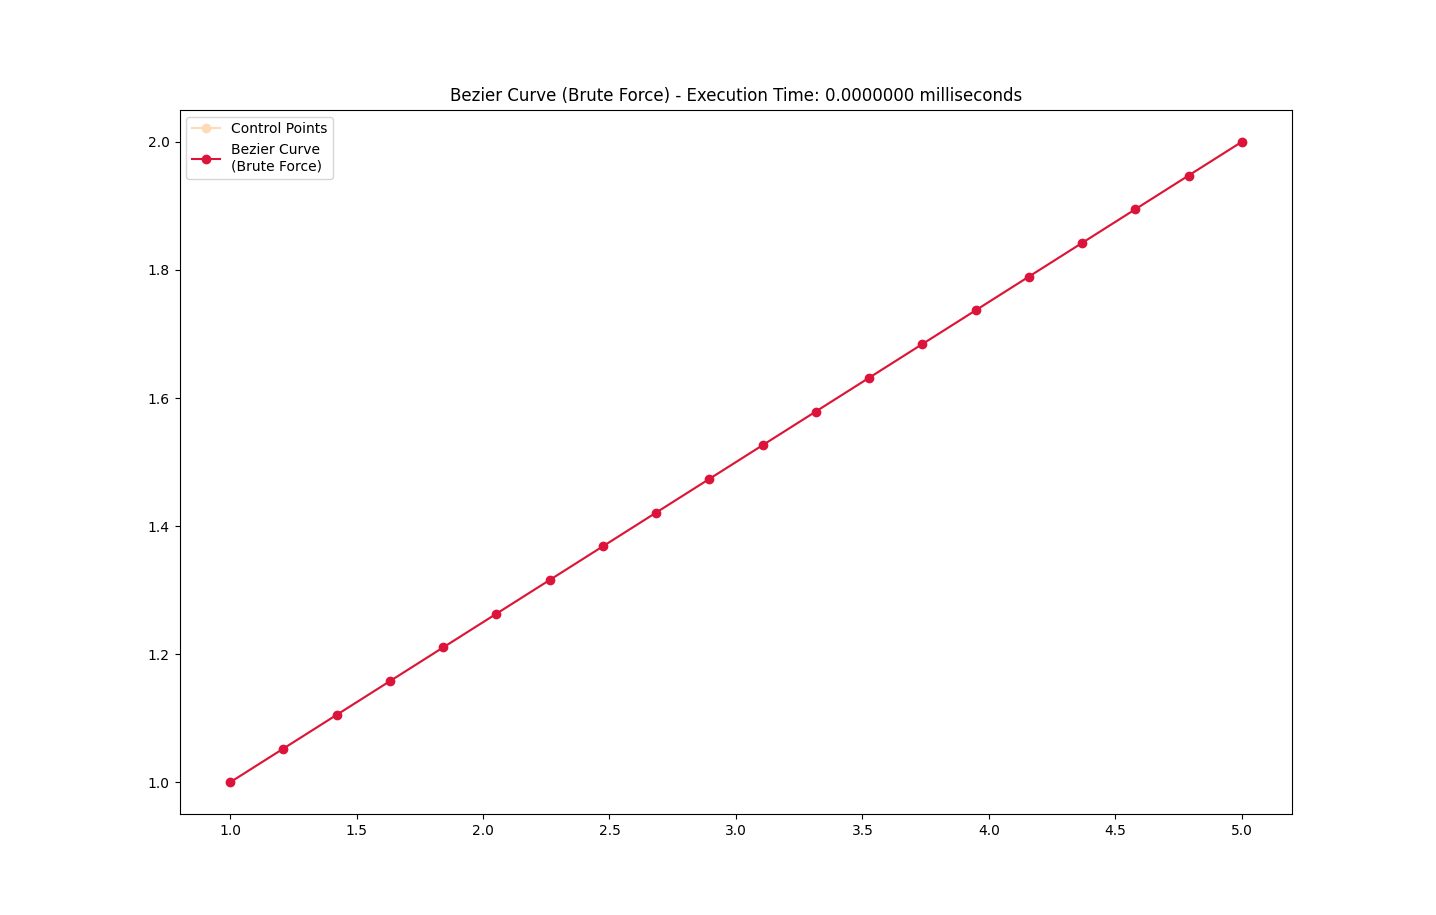 Bezier Curve (Brute Force) - Execution Time: 0.0000000 milliseconds
Control Points
Bezier Curve
(Brute Force)
2.0
1.8
1.6
1.4
1.2
1.0
1.0 1.5 2.0 2.5 3.0 3.5 4.0 4.5 5.0